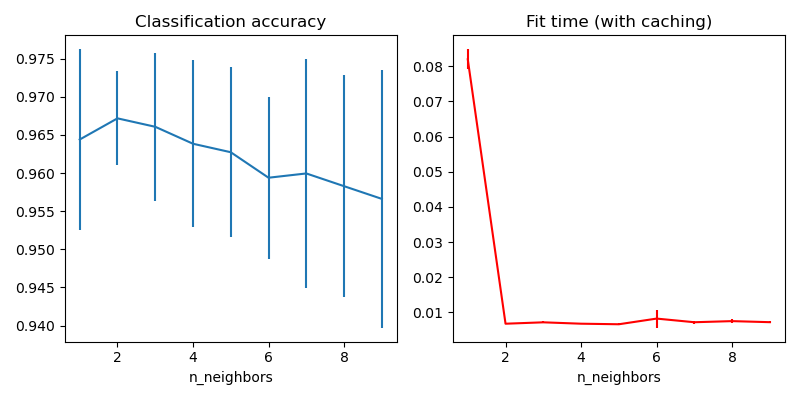 Classification accuracy
0.975
0.970
0.965
0.960
0.955
0.950
0.945
0.940
2 4 6 8
n_neighbors
Fit time (with caching)
0.08
0.07
0.06
0.05
0.04
0.03
0.02
0.01
2 4 6 8
n_neighbors